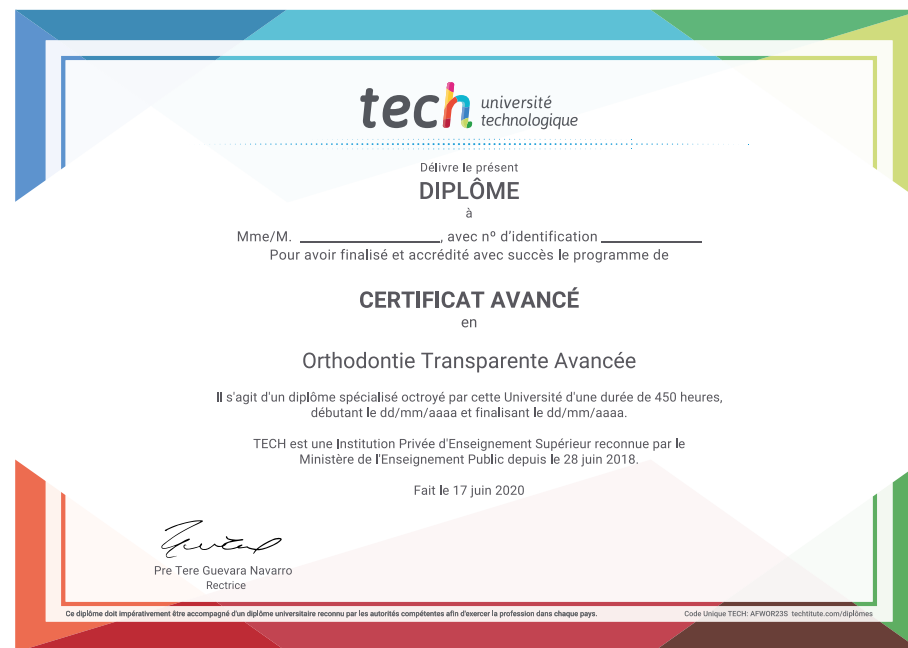 tech université
technologique
Délivre le présent
DIPLÔME
à
Mme/M. ____________________, avec nº d'identification ______________
Pour avoir finalisé et accrédité avec succès le programme de
CERTIFICAT AVANCÉ
en
Orthodontie Transparente Avancée
Il s'agit d'un diplôme spécialisé octroyé par cette Université d'une durée de 450 heures,
débutant le dd/mm/aaaa et finalisant le dd/mm/aaaa.
TECH est une Institution Privée d'Enseignement Supérieur reconnue par le
Ministère de l'Enseignement Public depuis le 28 juin 2018.
Fait le 17 juin 2020
Pre Tere Guevara Navarro
Rectrice
Ce diplôme doit impérativement être accompagné d'un diplôme universitaire reconnu par les autorités compétentes afin d'exercer la profession dans chaque pays.
Code Unique TECH: AFWOR23S techtitute.com/diplômes